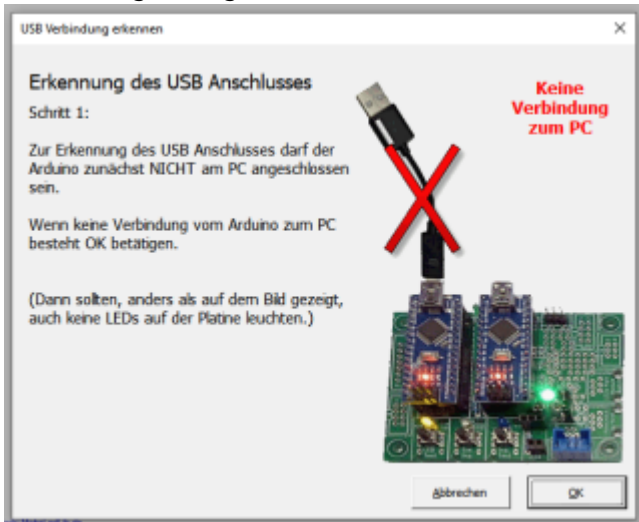 USB Verbindung erkennen
Erkennung des USB Anschlusses
Schritt 1:
Zur Erkennung des USB Anschlusses darf der
Arduino zunächst NICHT am PC angeschlossen
sein.
Wenn keine Verbindung vom Arduino zum PC
besteht OK betätigen.
(Dann sollten, anders als auf dem Bild gezeigt,
auch keine LEDs auf der Platine leuchten.)
Keine
Verbindung
zum PC
Abbrechen
OK